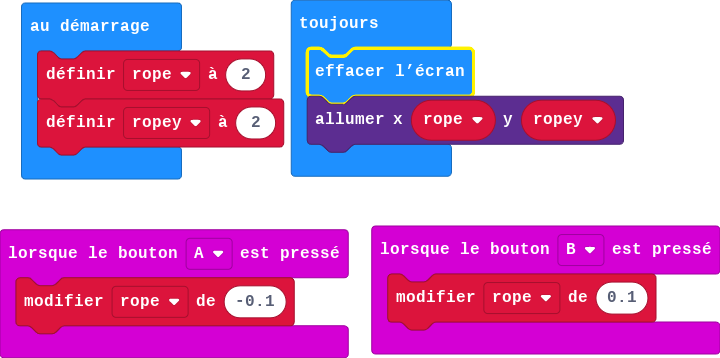 au démarrage
définir rope à 2
définir ropey à 2
toujours
effacer l’écran
allumer x rope y ropey
lorsque le bouton A est pressé
modifier rope de -0.1
lorsque le bouton B est pressé
modifier rope de 0.1